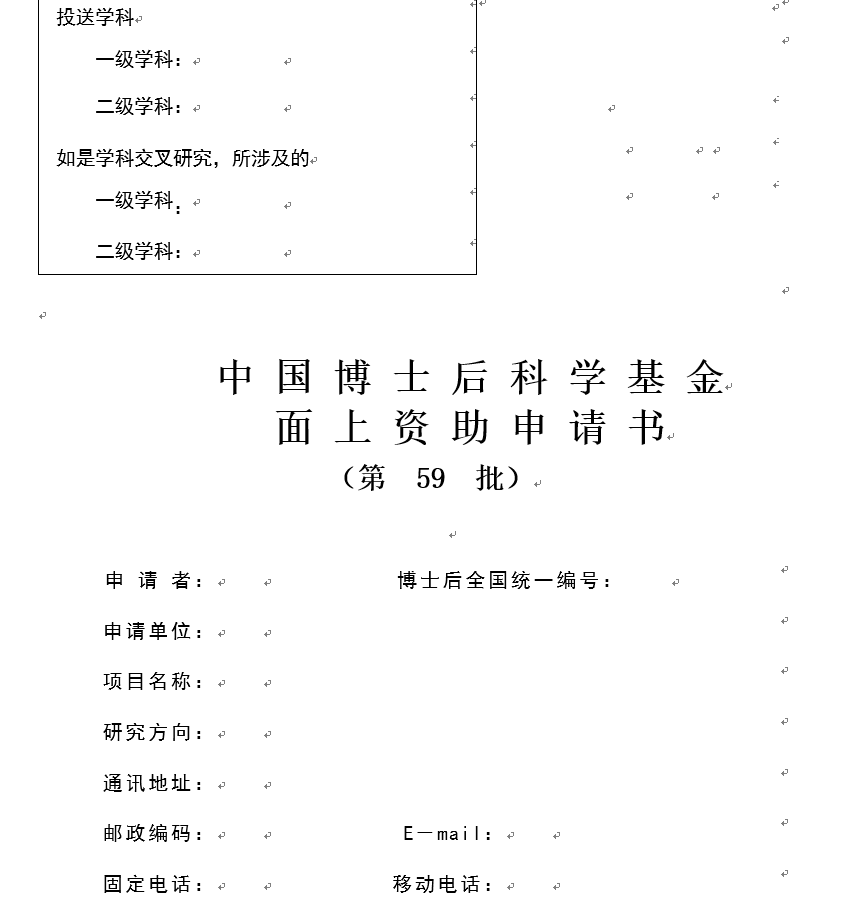 投送学科
一级学科：
二级学科：
如是学科交叉研究，所涉及的
一级学科：
二级学科：
中国博士后科学基金
面上资助申请书
（第 59 批）
申 请 者： 博士后全国统一编号：
申请单位：
项目名称：
研究方向：
通讯地址：
邮政编码： E－mail：
固定电话： 移动电话：